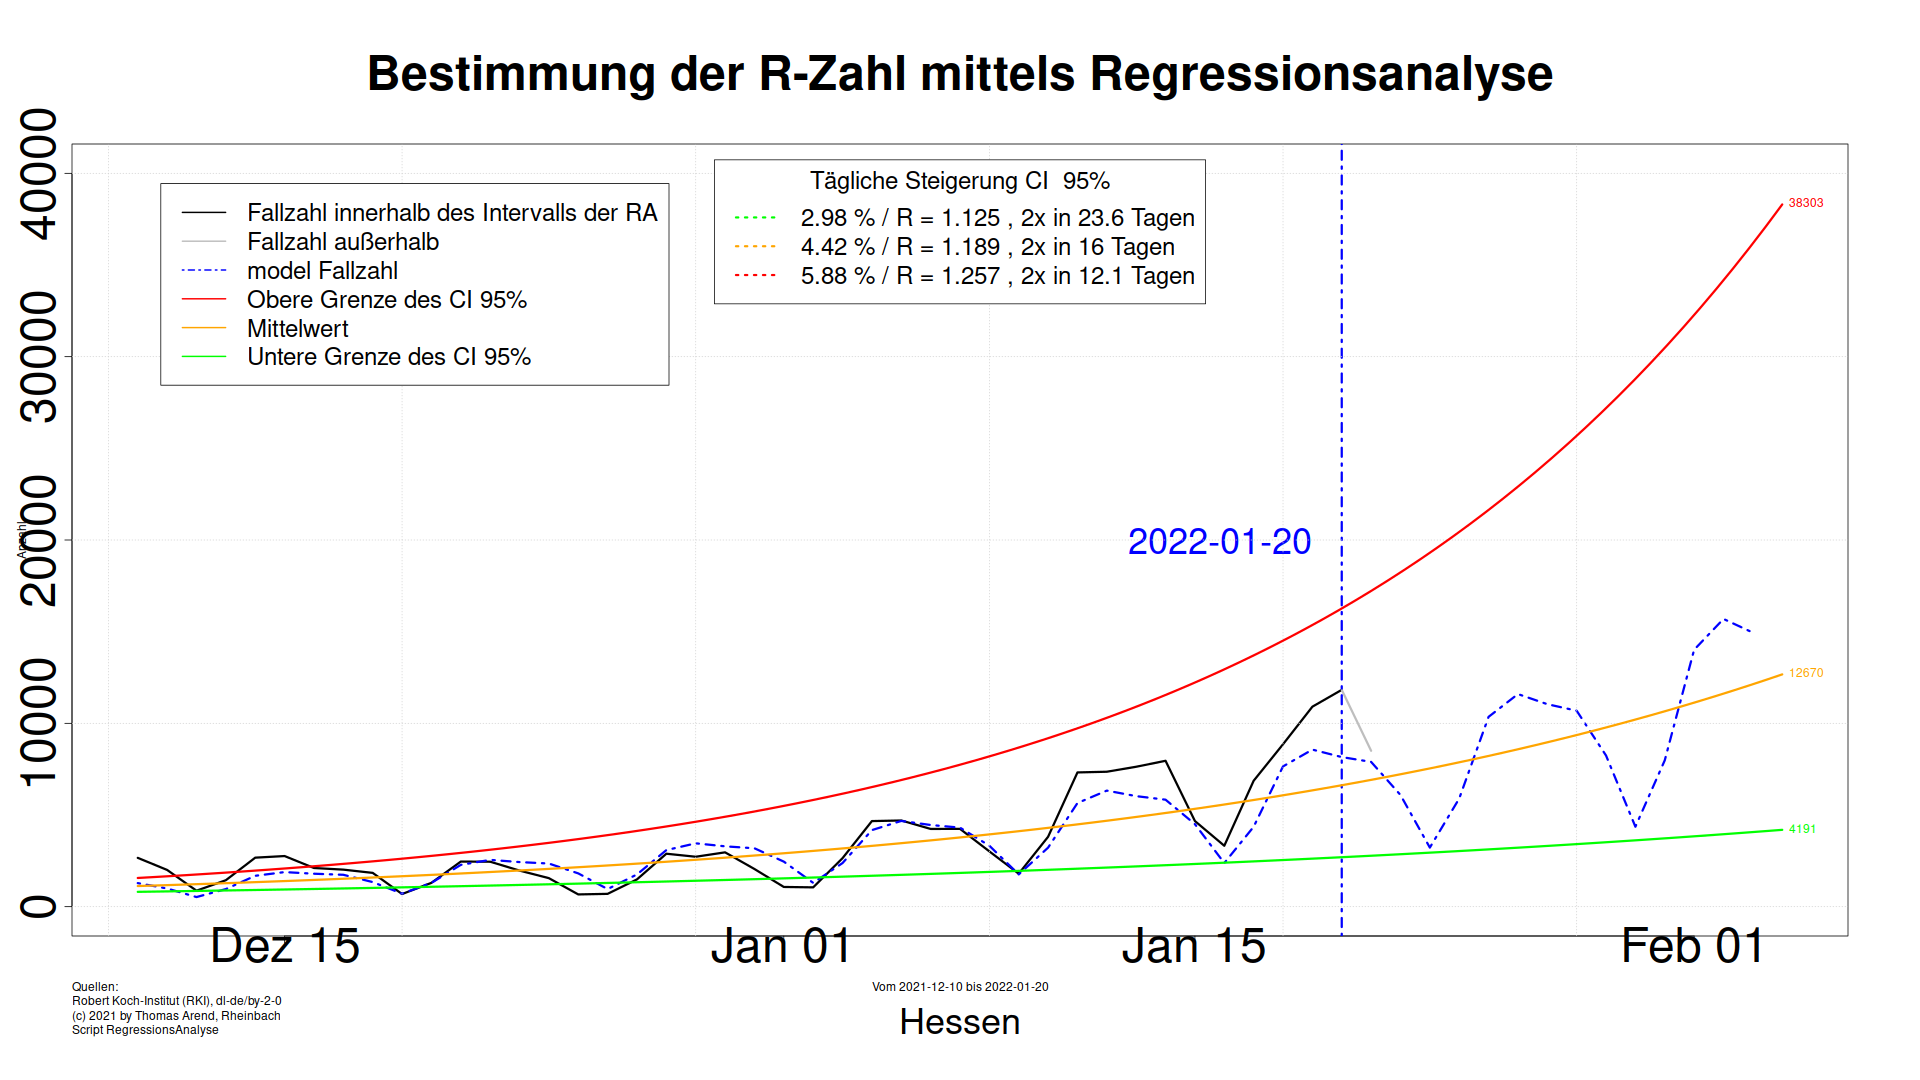 Bestimmung der R-Zahl mittels Regressionsanalyse
Anzahl
40000
30000
20000
10000
0
Fallzahl innerhalb des Intervalls der RA
Fallzahl außerhalb
model Fallzahl
Obere Grenze des CI 95%
Mittelwert
Untere Grenze des CI 95%
Tägliche Steigerung CI 95%
2.98 % / R = 1.125 , 2x in 23.6 Tagen
4.42 % / R = 1.189 , 2x in 16 Tagen
5.88 % / R = 1.257 , 2x in 12.1 Tagen
38303
2022-01-20
12670
4191
Dez 15 Jan 01 Jan 15 Feb 01
Quellen:
Robert Koch-Institut (RKI), dl-de/by-2-0
(c) 2021 by Thomas Arend, Rheinbach
Script RegressionsAnalyse
Vom 2021-12-10 bis 2022-01-20
Hessen